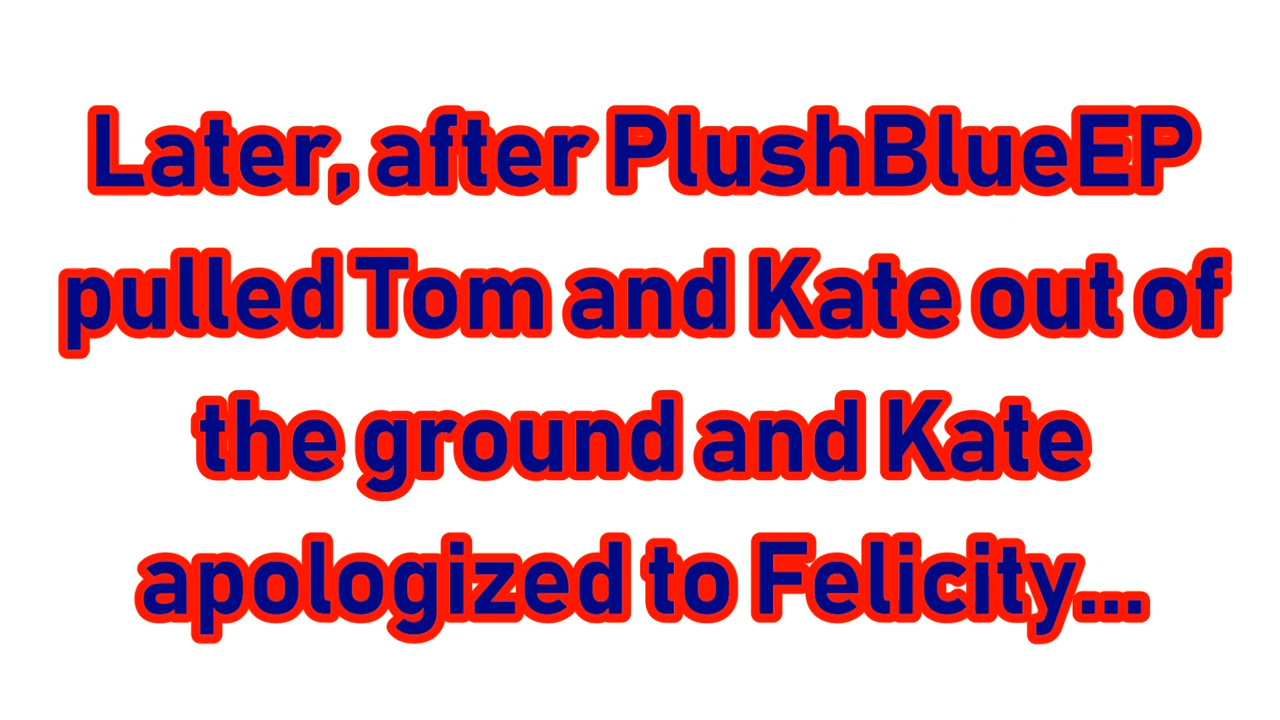 Later, after PlushBlueEP
pulled Tom and Kate out of
the ground and Kate
apologized to Felicity...